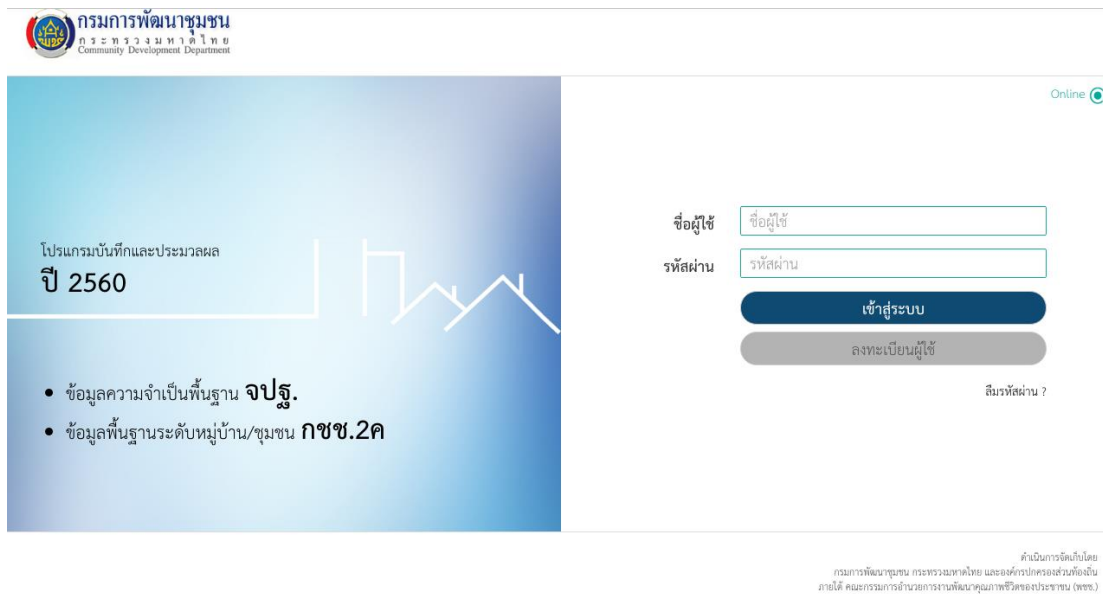 กรมการพัฒนาชุมชน
กระทรวงมหาดไทย
Community Development Department
Online
โปรแกรมบันทึกและประมวลผล
ปี 2560
ข้อมูลความจำเป็นพื้นฐาน จปฐ.
ข้อมูลพื้นฐานระดับหมู่บ้าน/ชุมชน กชช.2ค
ชื่อผู้ใช้ ชื่อผู้ใช้
รหัสผ่าน รหัสผ่าน
เข้าสู่ระบบ
ลงทะเบียนผู้ใช้
ลืมรหัสผ่าน ?
ดำเนินการจัดเก็บโดย
กรมการพัฒนาชุมชน กระทรวงมหาดไทย และองค์กรปกครองส่วนท้องถิ่น
ภายใต้ คณะกรรมการอำนวยการงานพัฒนาคุณภาพชีวิตของประชาชน (พชช.)